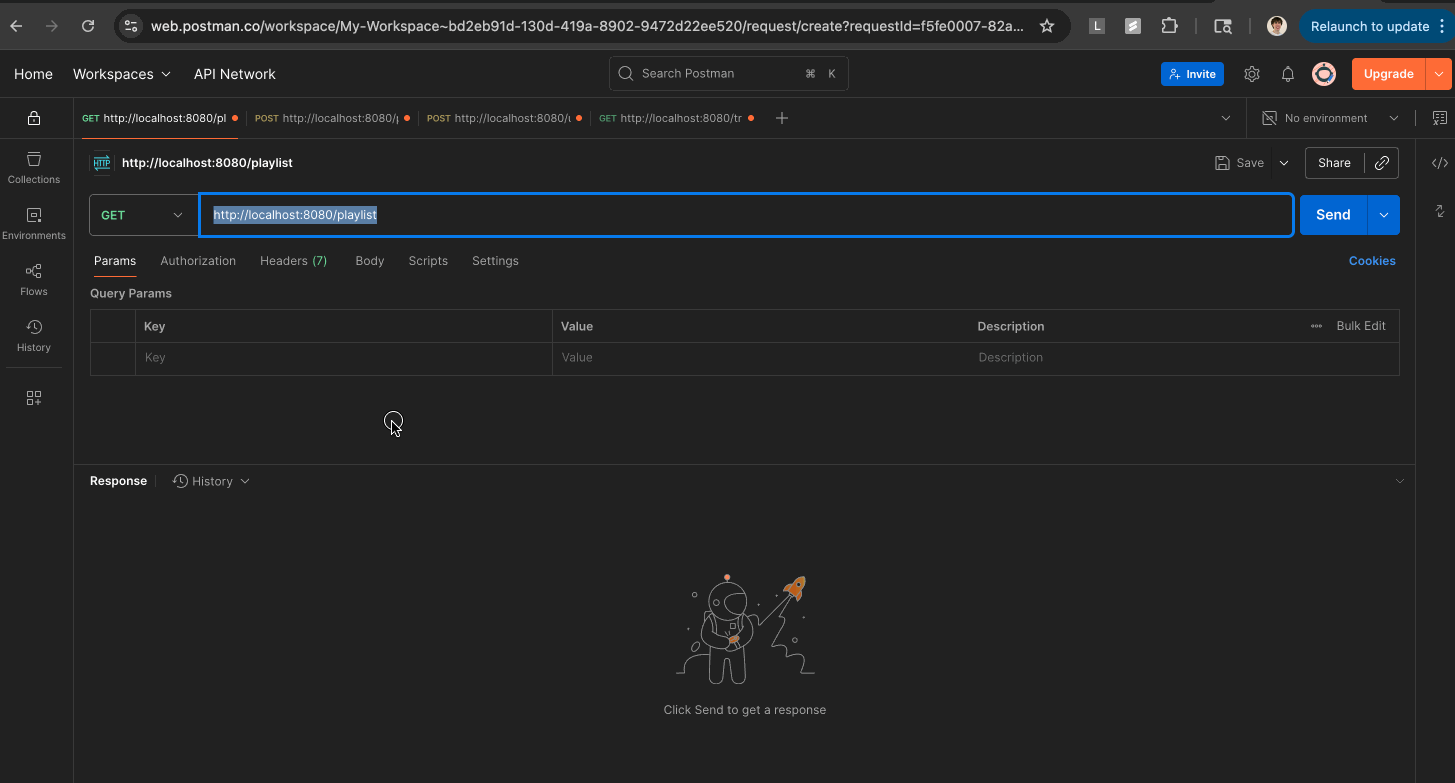 web.postman.co/workspace/My-Workspace~bd2eb91d-130d-419a-8902-9472d22ee520/request/create?requestId=f5fe0007-82a...
L
Relaunch to update
Home Workspaces API Network
Search Postman ⌘ K
Invite
Upgrade
GET http://localhost:8080/pl
POST http://localhost:8080/p
POST http://localhost:8080/u
GET http://localhost:8080/tr
No environment
HTTP http://localhost:8080/playlist
Save
Share
GET
http://localhost:8080/playlist
Send
Collections
Environments
Flows
History
Params Authorization Headers (7) Body Scripts Settings
Cookies
Query Params
Key Value Description Bulk Edit
Key Value Description
Response History
Click Send to get a response